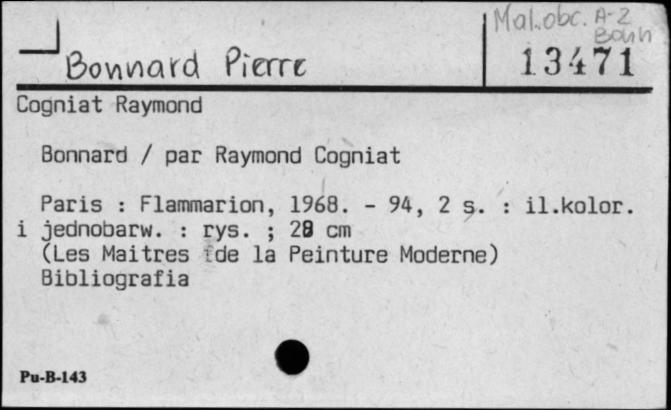 Mal.obc. A-Z
Bonn
Bonnard Pierre
13471
Cogniat Raymond
Bonnard / par Raymond Cogniat
Paris : Flammarion, 1968. - 94, 2 s. : il.kolor.
i jednobarw. : rys. ; 28 cm
(Les Maitres de la Peinture Moderne)
Bibliografia
Pu-B-143